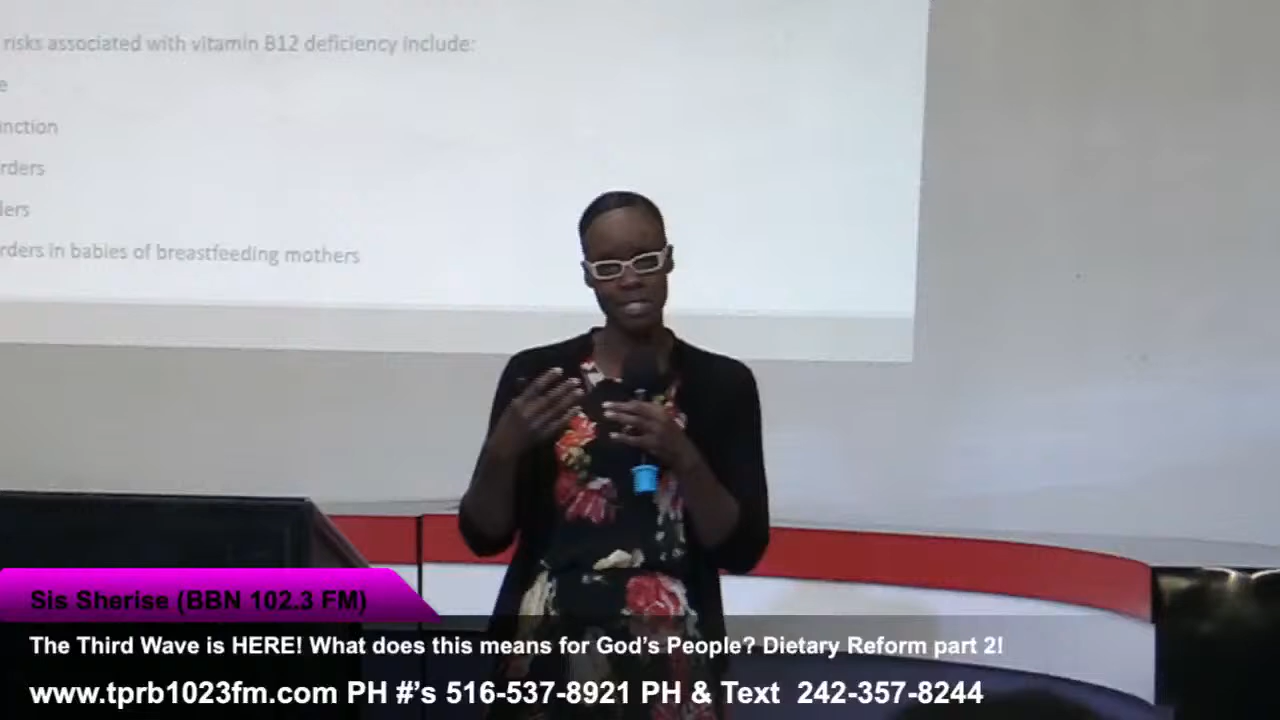 risks associated with vitamin B12 deficiency include:
e
nction
rders
lers
rders in babies of breastfeeding mothers
Sis Sherise (BBN 102.3 FM)
The Third Wave is HERE! What does this means for God's People? Dietary Reform part 2!
www.tprb1023fm.com PH #'s 516-537-8921 PH & Text 242-357-8244